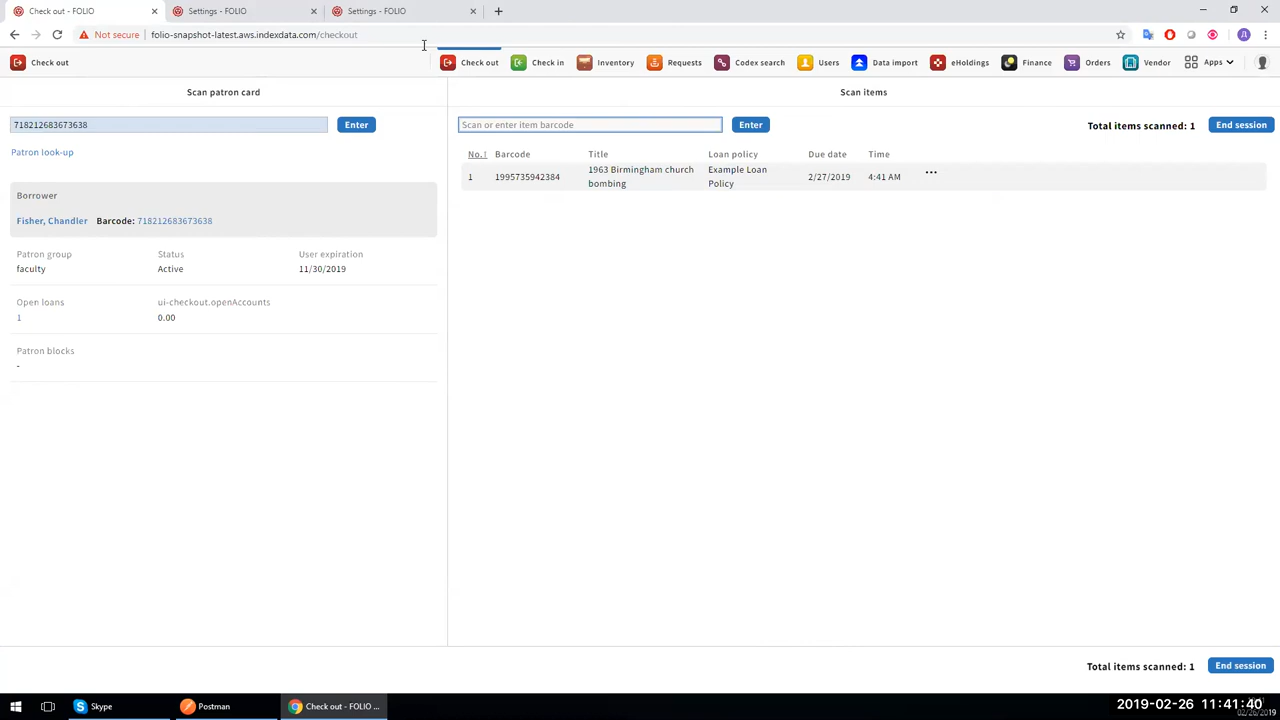 Check out - FOLIO
Settings - FOLIO
Settings - FOLIO
Not secure
folio-snapshot-latest.aws.indexdata.com/checkout
Check out
Check out
Check in
Inventory
Requests
Codex search
Users
Data import
eHoldings
Finance
Orders
Vendor
Apps
Scan patron card
Scan items
718212683673638
Enter
Scan or enter item barcode
Enter
Total items scanned: 1
End session
Patron look-up
No.↑ Barcode Title Loan policy Due date Time
1 1995735942384 1963 Birmingham church Example Loan 2/27/2019 4:41 AM
bombing Policy
Borrower
Fisher, Chandler Barcode: 718212683673638
Patron group Status User expiration
faculty Active 11/30/2019
Open loans ui-checkout.openAccounts
1 0.00
Patron blocks
-
Total items scanned: 1
End session
Skype
Postman
Check out - FOLIO ...
2019-02-26 11:41:40